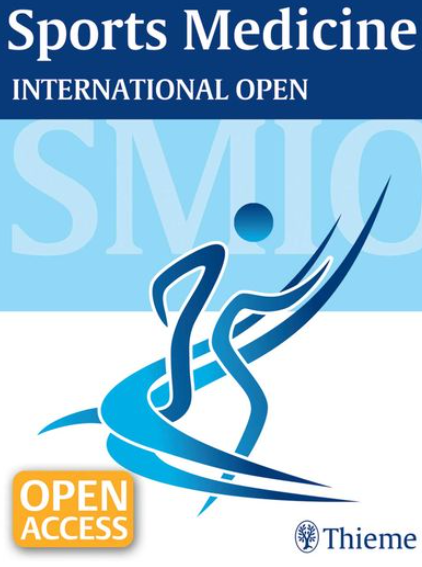 Sports Medicine
INTERNATIONAL OPEN
SMIO
OPEN
ACCESS
Thieme